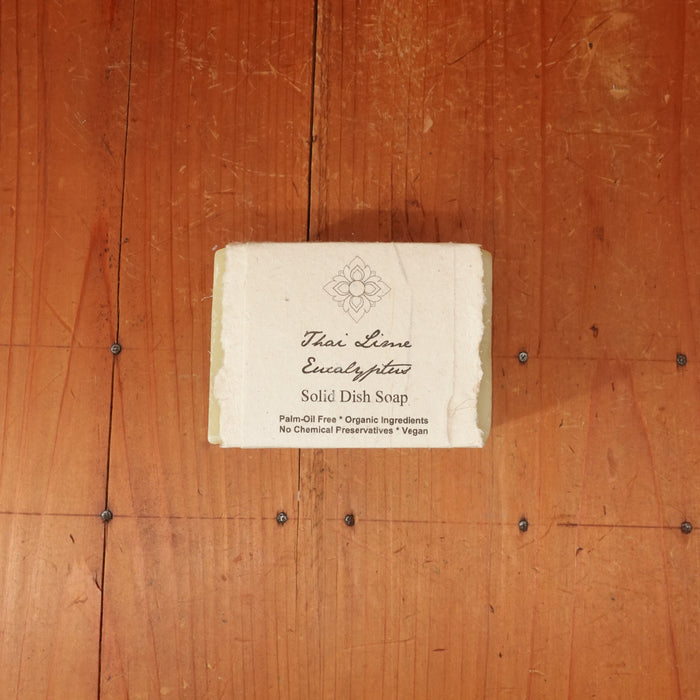 Thai Lime
Eucalyptus
Solid Dish Soap
Palm-Oil Free * Organic Ingredients
No Chemical Preservatives * Vegan